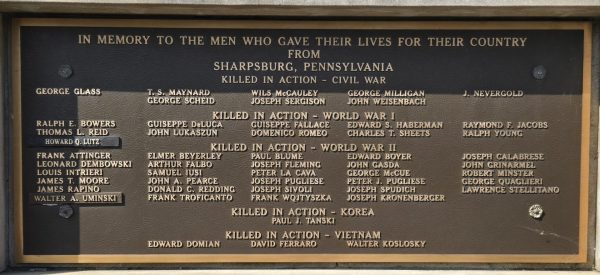 IN MEMORY TO THE MEN WHO GAVE THEIR LIVES FOR THEIR COUNTRY
FROM
SHARPSBURG, PENNSYLVANIA
KILLED IN ACTION - CIVIL WAR
GEORGE GLASS T. S. MAYNARD WILS McCAULEY GEORGE MILLIGAN J. NEVERGOLD
GEORGE SCHEID JOSEPH SERGISON JOHN WEISENBACH
KILLED IN ACTION - WORLD WAR I
RALPH E. BOWERS GUISEPPE DeLUCA GUISEPPE FALLACE EDWARD S. HABERMAN RAYMOND F. JACOBS
THOMAS L. REID JOHN LUKASZUN DOMENICO ROMEO CHARLES T. SHEETS RALPH YOUNG
HOWARD Q. LUTZ
KILLED IN ACTION - WORLD WAR II
FRANK ATTINGER ELMER BEYERLEY PAUL BLUME EDWARD BOYER JOSEPH CALABRESE
LEONARD DEMBOWSKI ARTHUR FALBO JOSEPH FLEMING JOHN GASDA JOHN GRINARMEL
LOUIS INTRIERI SAMUEL IUSI PETER LA CAVA GEORGE McCUE ROBERT MINSTER
JAMES T. MOORE JOHN A. PEARCE JOSEPH PUGLIESE PETER J. PUGLIESE GEORGE QUAGLIERI
JAMES RAPINO DONALD C. REDDING JOSEPH SIVOLI JOSEPH SPUDICH LAWRENCE STELLITANO
WALTER A. UMINSKI FRANK TROFICANTO FRANK WOJTYSZKA JOSEPH KRONENBERGER
KILLED IN ACTION - KOREA
PAUL J. TANSKI
KILLED IN ACTION - VIETNAM
EDWARD DOMIAN DAVID FERRARO WALTER KOSLOSKY